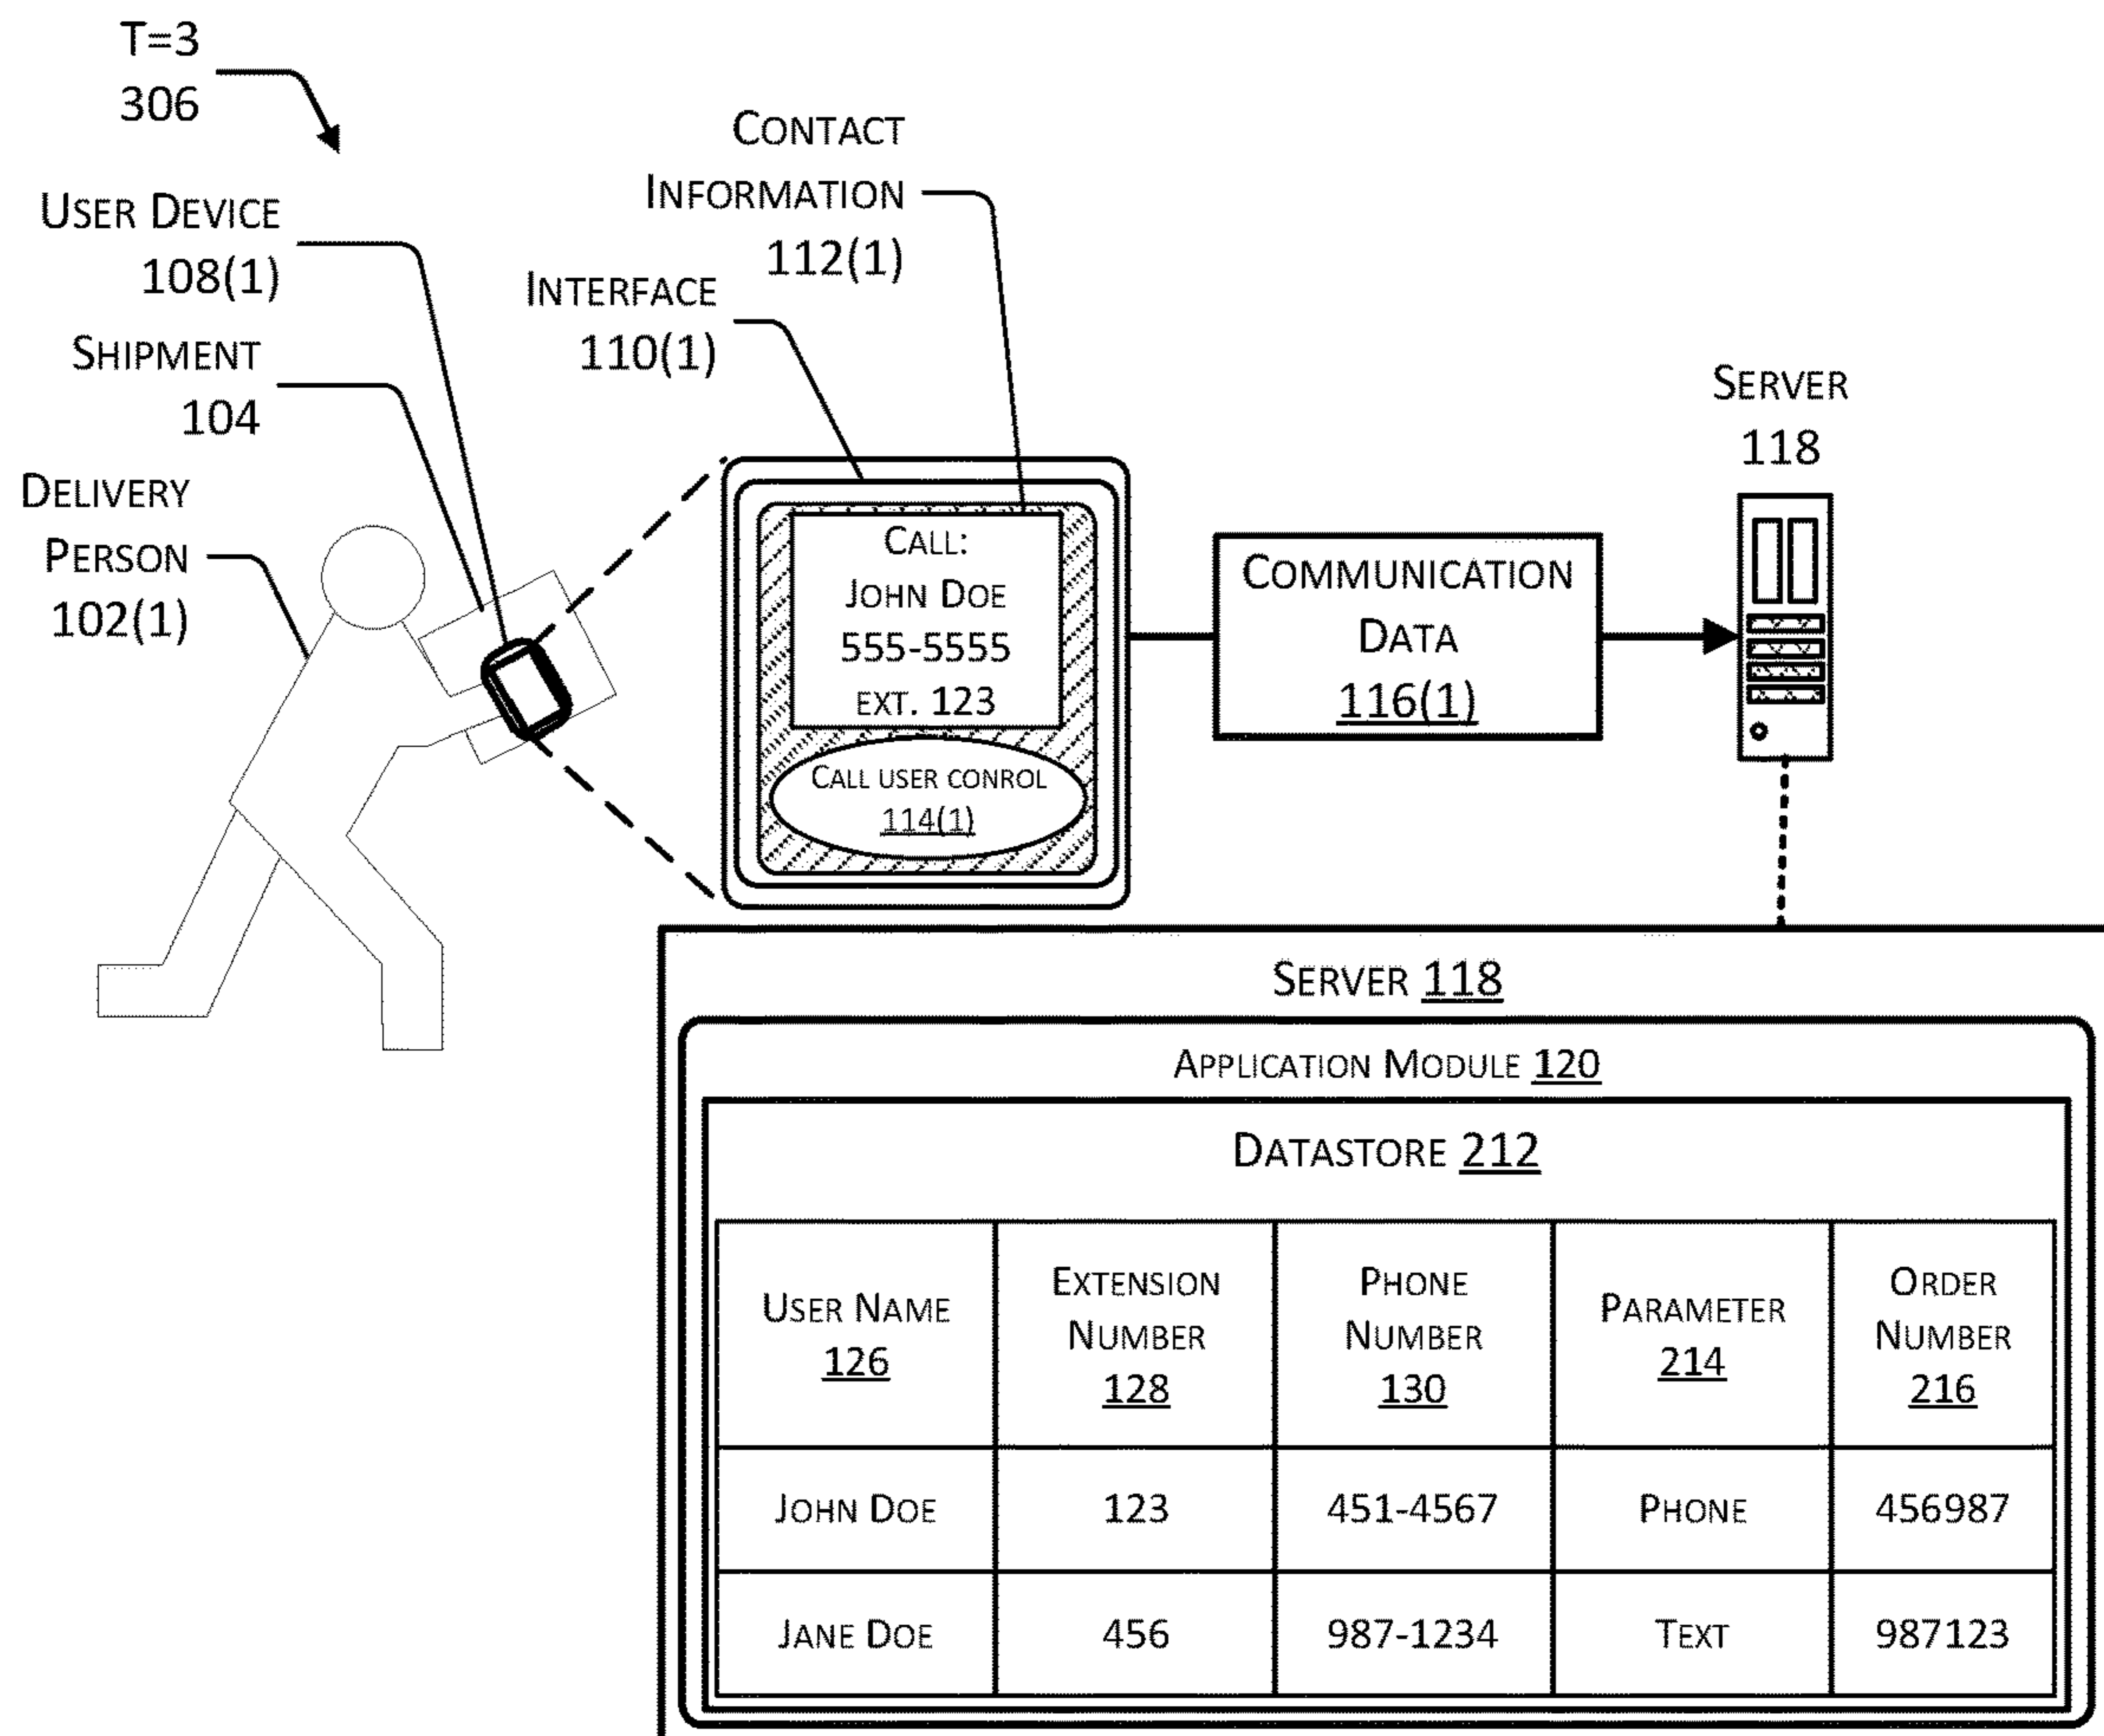 T=3
306
USER DEVICE
108(1)
SHIPMENT
104
DELIVERY
PERSON
102(1)
CONTACT
INFORMATION
112(1)
INTERFACE
110(1)
CALL:
JOHN DOE
555-5555
EXT. 123
CALL USER CONROL
114(1)
COMMUNICATION
DATA
116(1)
SERVER
118
SERVER 118
APPLICATION MODULE 120
DATASTORE 212
USER NAME
126
EXTENSION
NUMBER
128
PHONE
NUMBER
130
PARAMETER
214
ORDER
NUMBER
216
JOHN DOE
123
451-4567
PHONE
456987
JANE DOE
456
987-1234
TEXT
987123